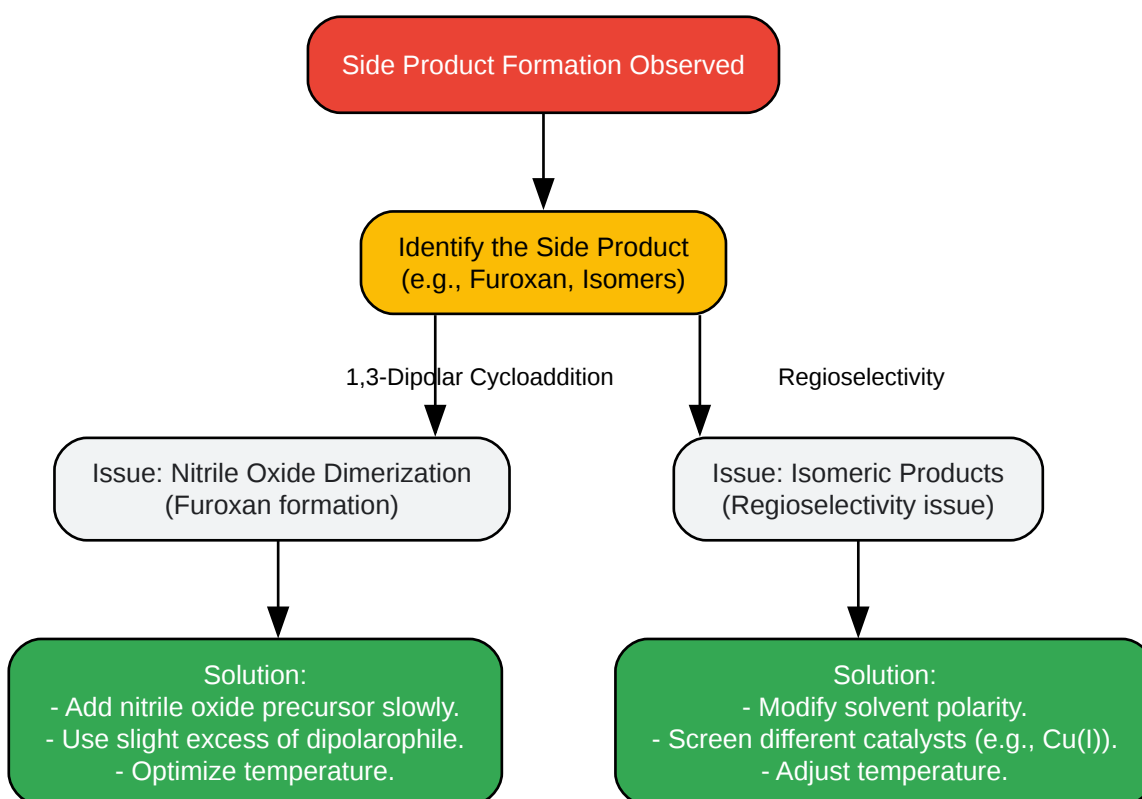 Side Product Formation Observed
Identify the Side Product
(e.g., Furoxan, Isomers)
1,3-Dipolar Cycloaddition
Regioselectivity
Issue: Nitrile Oxide Dimerization
(Furoxan formation)
Issue: Isomeric Products
(Regioselectivity issue)
Solution:
- Add nitrile oxide precursor slowly.
- Use slight excess of dipolarophile.
- Optimize temperature.
Solution:
- Modify solvent polarity.
- Screen different catalysts (e.g., Cu(I)).
- Adjust temperature.